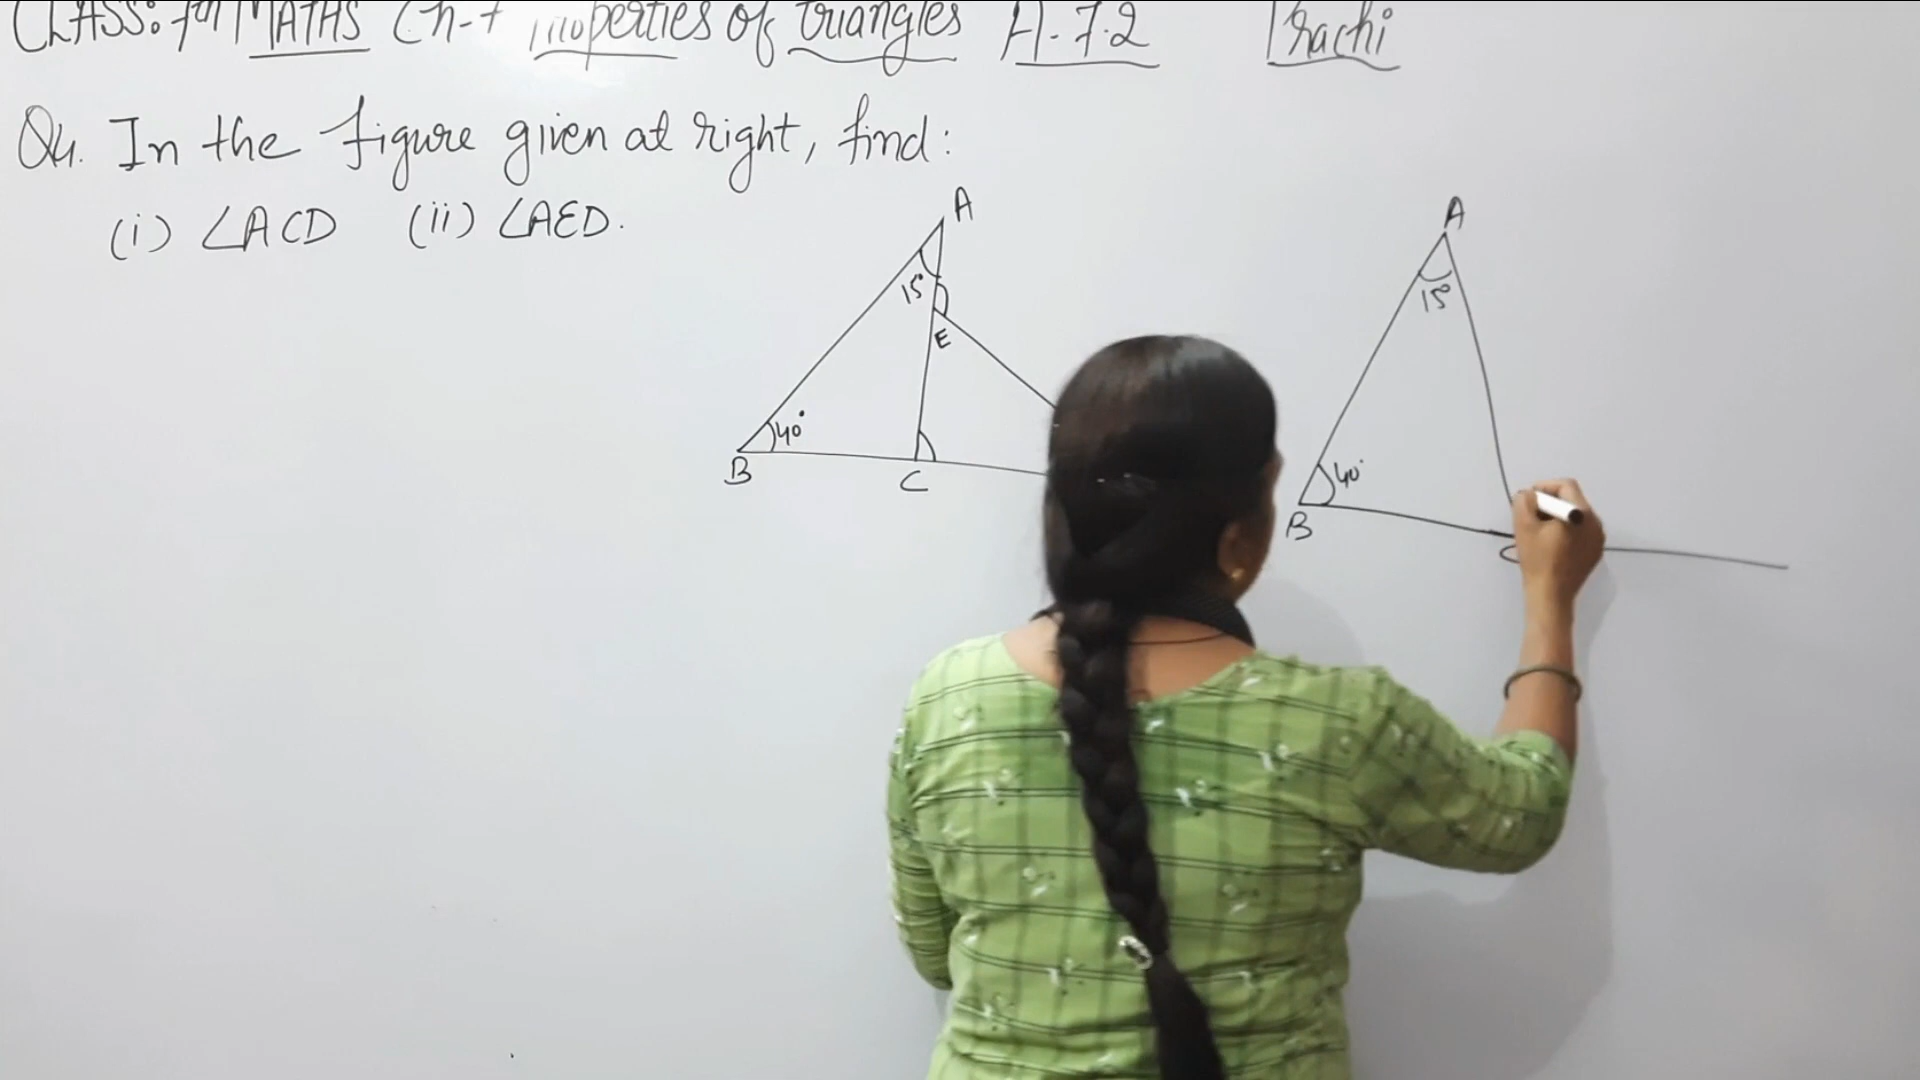 CLASS: 7th MATHS Ch-7 Properties of triangles H-7.2 Prachi
Q4. In the figure given at right, find:
(i) ∠ACD (ii) ∠AED.
A
15°
E
40°
B
C
A
15°
40°
B
C